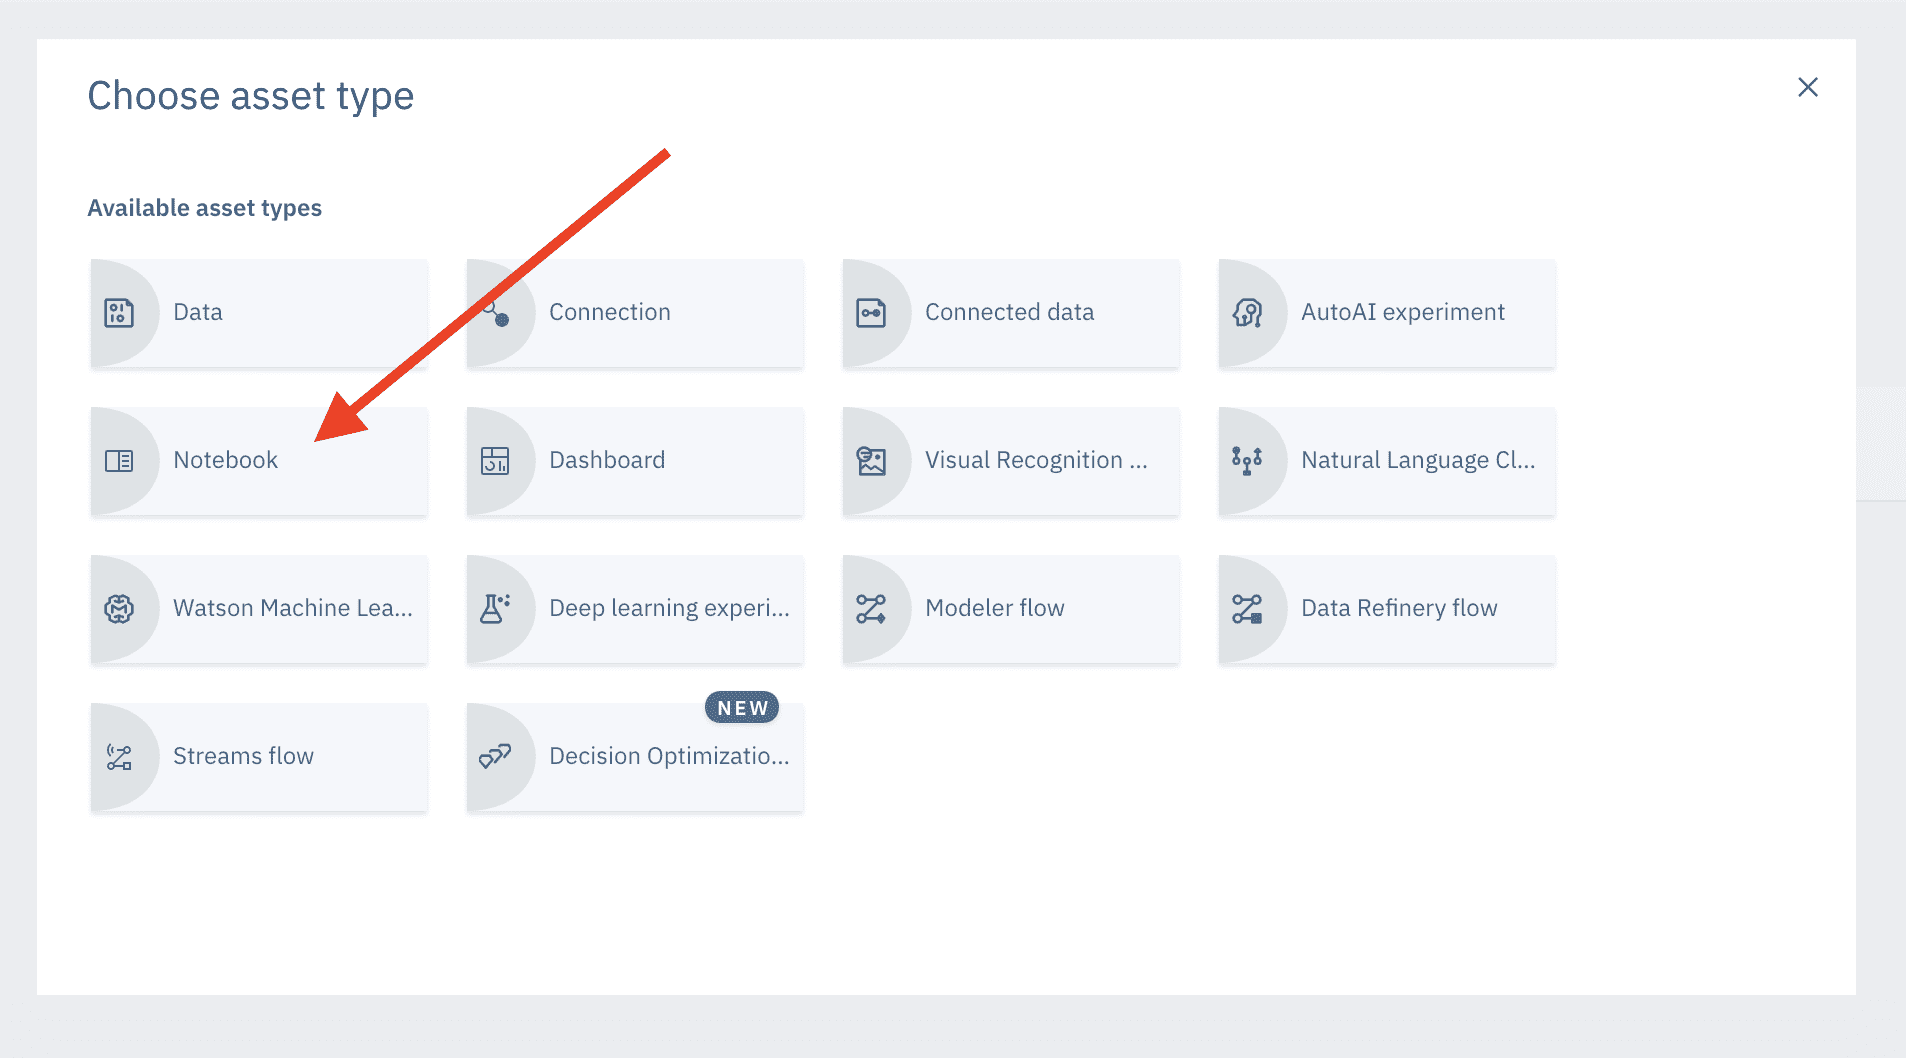 Choose asset type
Available asset types
Data
Connection
Connected data
AutoAI experiment
Notebook
Dashboard
Visual Recognition ...
Natural Language Cl...
Watson Machine Lea...
Deep learning experi...
Modeler flow
Data Refinery flow
NEW
Streams flow
Decision Optimizatio...